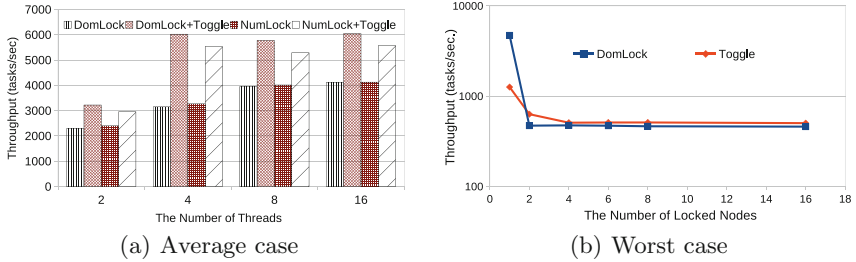 DomLock DomLock+Toggle NumLock NumLock+Toggle
7000
6000
5000
4000
3000
2000
1000
0
Throughput (tasks/sec)
2 4 8 16
The Number of Threads
(a) Average case
10000
1000
100
Throughput (tasks/sec.)
DomLock Toggle
0 2 4 6 8 10 12 14 16 18
The Number of Locked Nodes
(b) Worst case